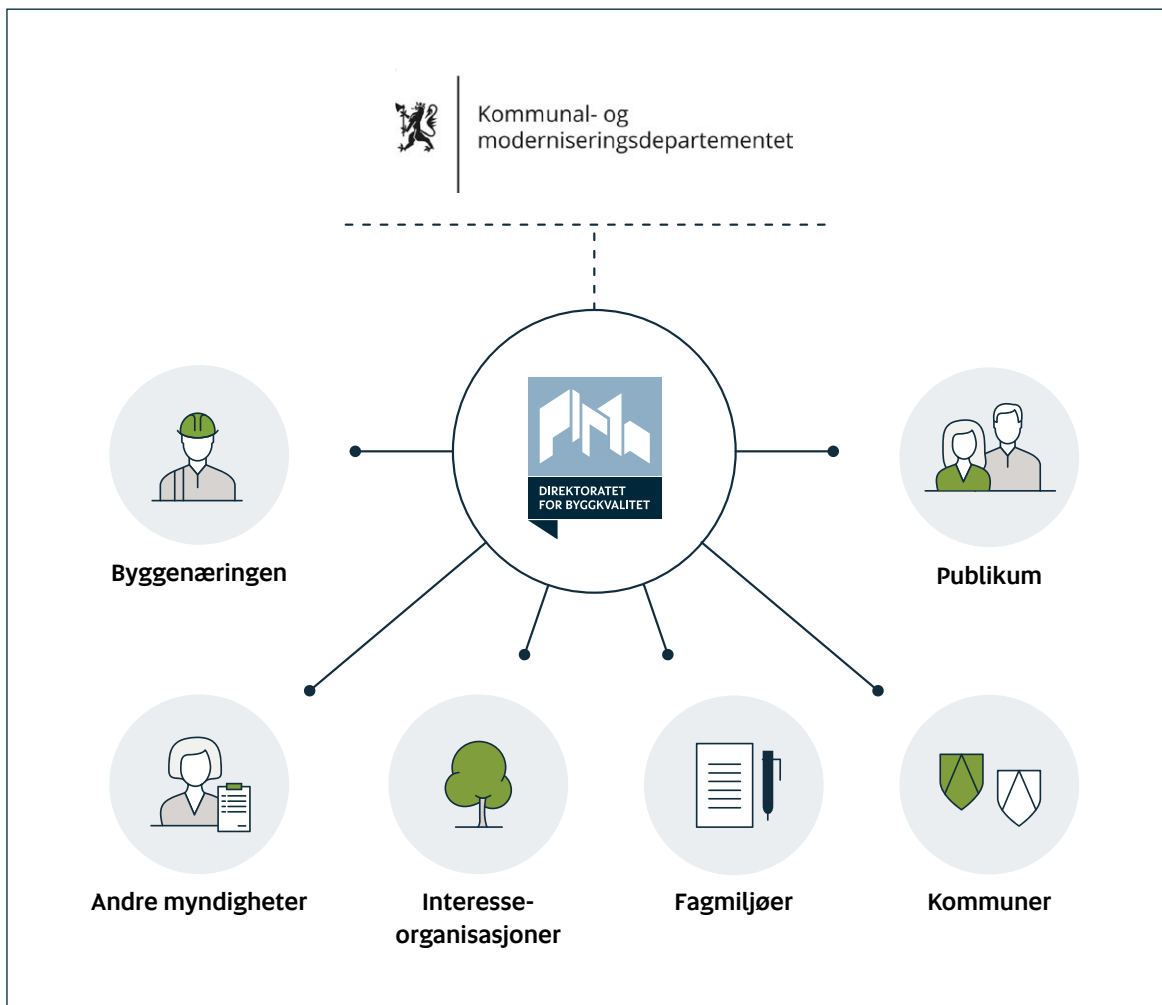 Kommunal- og
moderniseringsdepartementet
DIREKTORATET
FOR BYGGKVALITET
Byggenæringen
Publikum
Andre myndigheter
Interesse-
organisasjoner
Fagmiljøer
Kommuner